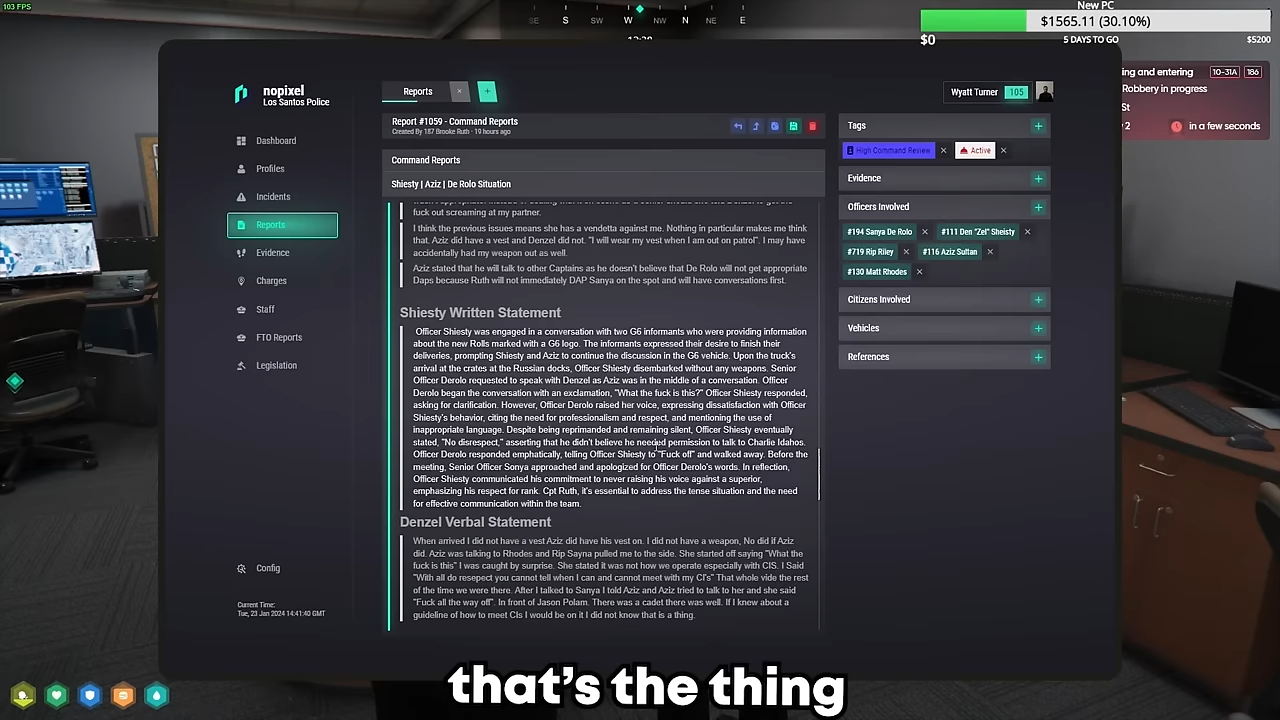 103 FPS
SE S SW W NW N NE E
New PC
$1565.11 (30.10%)
$0 5 DAYS TO GO $5200
ing and entering 10-31A 186
Robbery in progress
St
2 in a few seconds
nopixel
Los Santos Police
Dashboard
Profiles
Incidents
Reports
Evidence
Charges
Staff
FTO Reports
Legislation
Config
Current Time:
Tue, 23 Jan 2024 14:41:40 GMT
Reports × +
Wyatt Turner 105
Report #1059 - Command Reports
Created By 187 Brooke Ruth - 19 hours ago
Command Reports
Shiesty | Aziz | De Rolo Situation
fuck out screaming at my partner.
I think the previous issues means she has a vendetta against me. Nothing in particular makes me think
that. Aziz did have a vest and Denzel did not. "I will wear my vest when I am out on patrol". I may have
accidentally had my weapon out as well.
Aziz stated that he will talk to other Captains as he doesn't believe that De Rolo will not get appropriate
Daps because Ruth will not immediately DAP Sanya on the spot and will have conversations first.
Shiesty Written Statement
Officer Shiesty was engaged in a conversation with two G6 informants who were providing information
about the new Rolls marked with a G6 logo. The informants expressed their desire to finish their
deliveries, prompting Shiesty and Aziz to continue the discussion in the G6 vehicle. Upon the truck's
arrival at the crates at the Russian docks, Officer Shiesty disembarked without any weapons. Senior
Officer Derolo requested to speak with Denzel as Aziz was in the middle of a conversation. Officer
Derolo began the conversation with an exclamation, "What the fuck is this?" Officer Shiesty responded,
asking for clarification. However, Officer Derolo raised her voice, expressing dissatisfaction with Officer
Shiesty's behavior, citing the need for professionalism and respect, and mentioning the use of
inappropriate language. Despite being reprimanded and remaining silent, Officer Shiesty eventually
stated, "No disrespect," asserting that he didn't believe he needed permission to talk to Charlie Idahos.
Officer Derolo responded emphatically, telling Officer Shiesty to "Fuck off" and walked away. Before the
meeting, Senior Officer Sonya approached and apologized for Officer Derolo's words. In reflection,
Officer Shiesty communicated his commitment to never raising his voice against a superior,
emphasizing his respect for rank. Cpt Ruth, it's essential to address the tense situation and the need
for effective communication within the team.
Denzel Verbal Statement
When arrived I did not have a vest Aziz did have his vest on. I did not have a weapon, No did if Aziz
did. Aziz was talking to Rhodes and Rip Sayna pulled me to the side. She started off saying "What the
fuck is this" I was caught by surprise. She stated it was not how we operate especially with CIS. I Said
"With all do resepect you cannot tell when I can and cannot meet with my CI's" That whole vide the rest
of the time we were there. After I talked to Sanya I told Aziz and Aziz tried to talk to her and she said
"Fuck all the way off". In front of Jason Polam. There was a cadet there was well. If I knew about a
guideline of how to meet CIs I would be on it I did not know that is a thing.
Tags +
High Command Review × Active ×
Evidence +
Officers Involved +
#194 Sanya De Rolo × #111 Den "Zel" Sheisty ×
#719 Rip Riley × #116 Aziz Sultan ×
#130 Matt Rhodes ×
Citizens Involved +
Vehicles +
References +
that's the thing